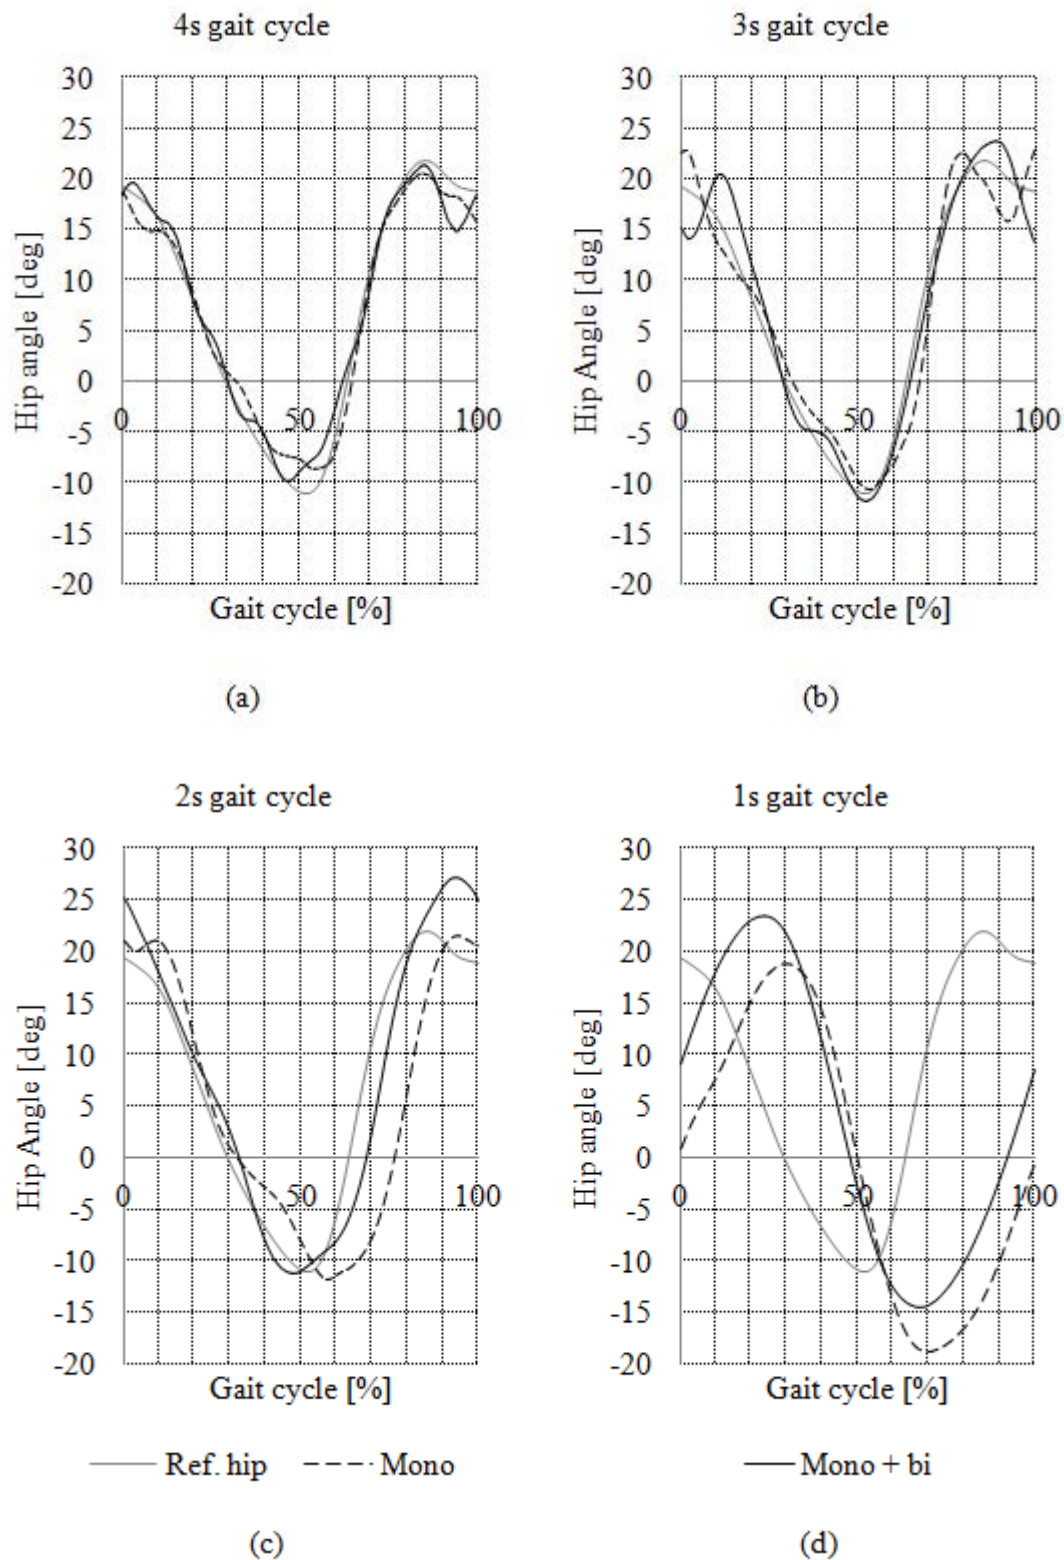 4s gait cycle
3s gait cycle
30
25
20
15
10
5
0
-5
-10
-15
-20
0
50
100
Hip angle [deg]
Gait cycle [%]
30
25
20
15
10
5
0
-5
-10
-15
-20
0
50
100
Hip Angle [deg]
Gait cycle [%]
(a)
(b)
2s gait cycle
1s gait cycle
30
25
20
15
10
5
0
-5
-10
-15
-20
0
50
100
Hip Angle [deg]
Gait cycle [%]
30
25
20
15
10
5
0
-5
-10
-15
-20
0
50
100
Hip angle [deg]
Gait cycle [%]
Ref. hip
Mono
Mono + bi
(c)
(d)